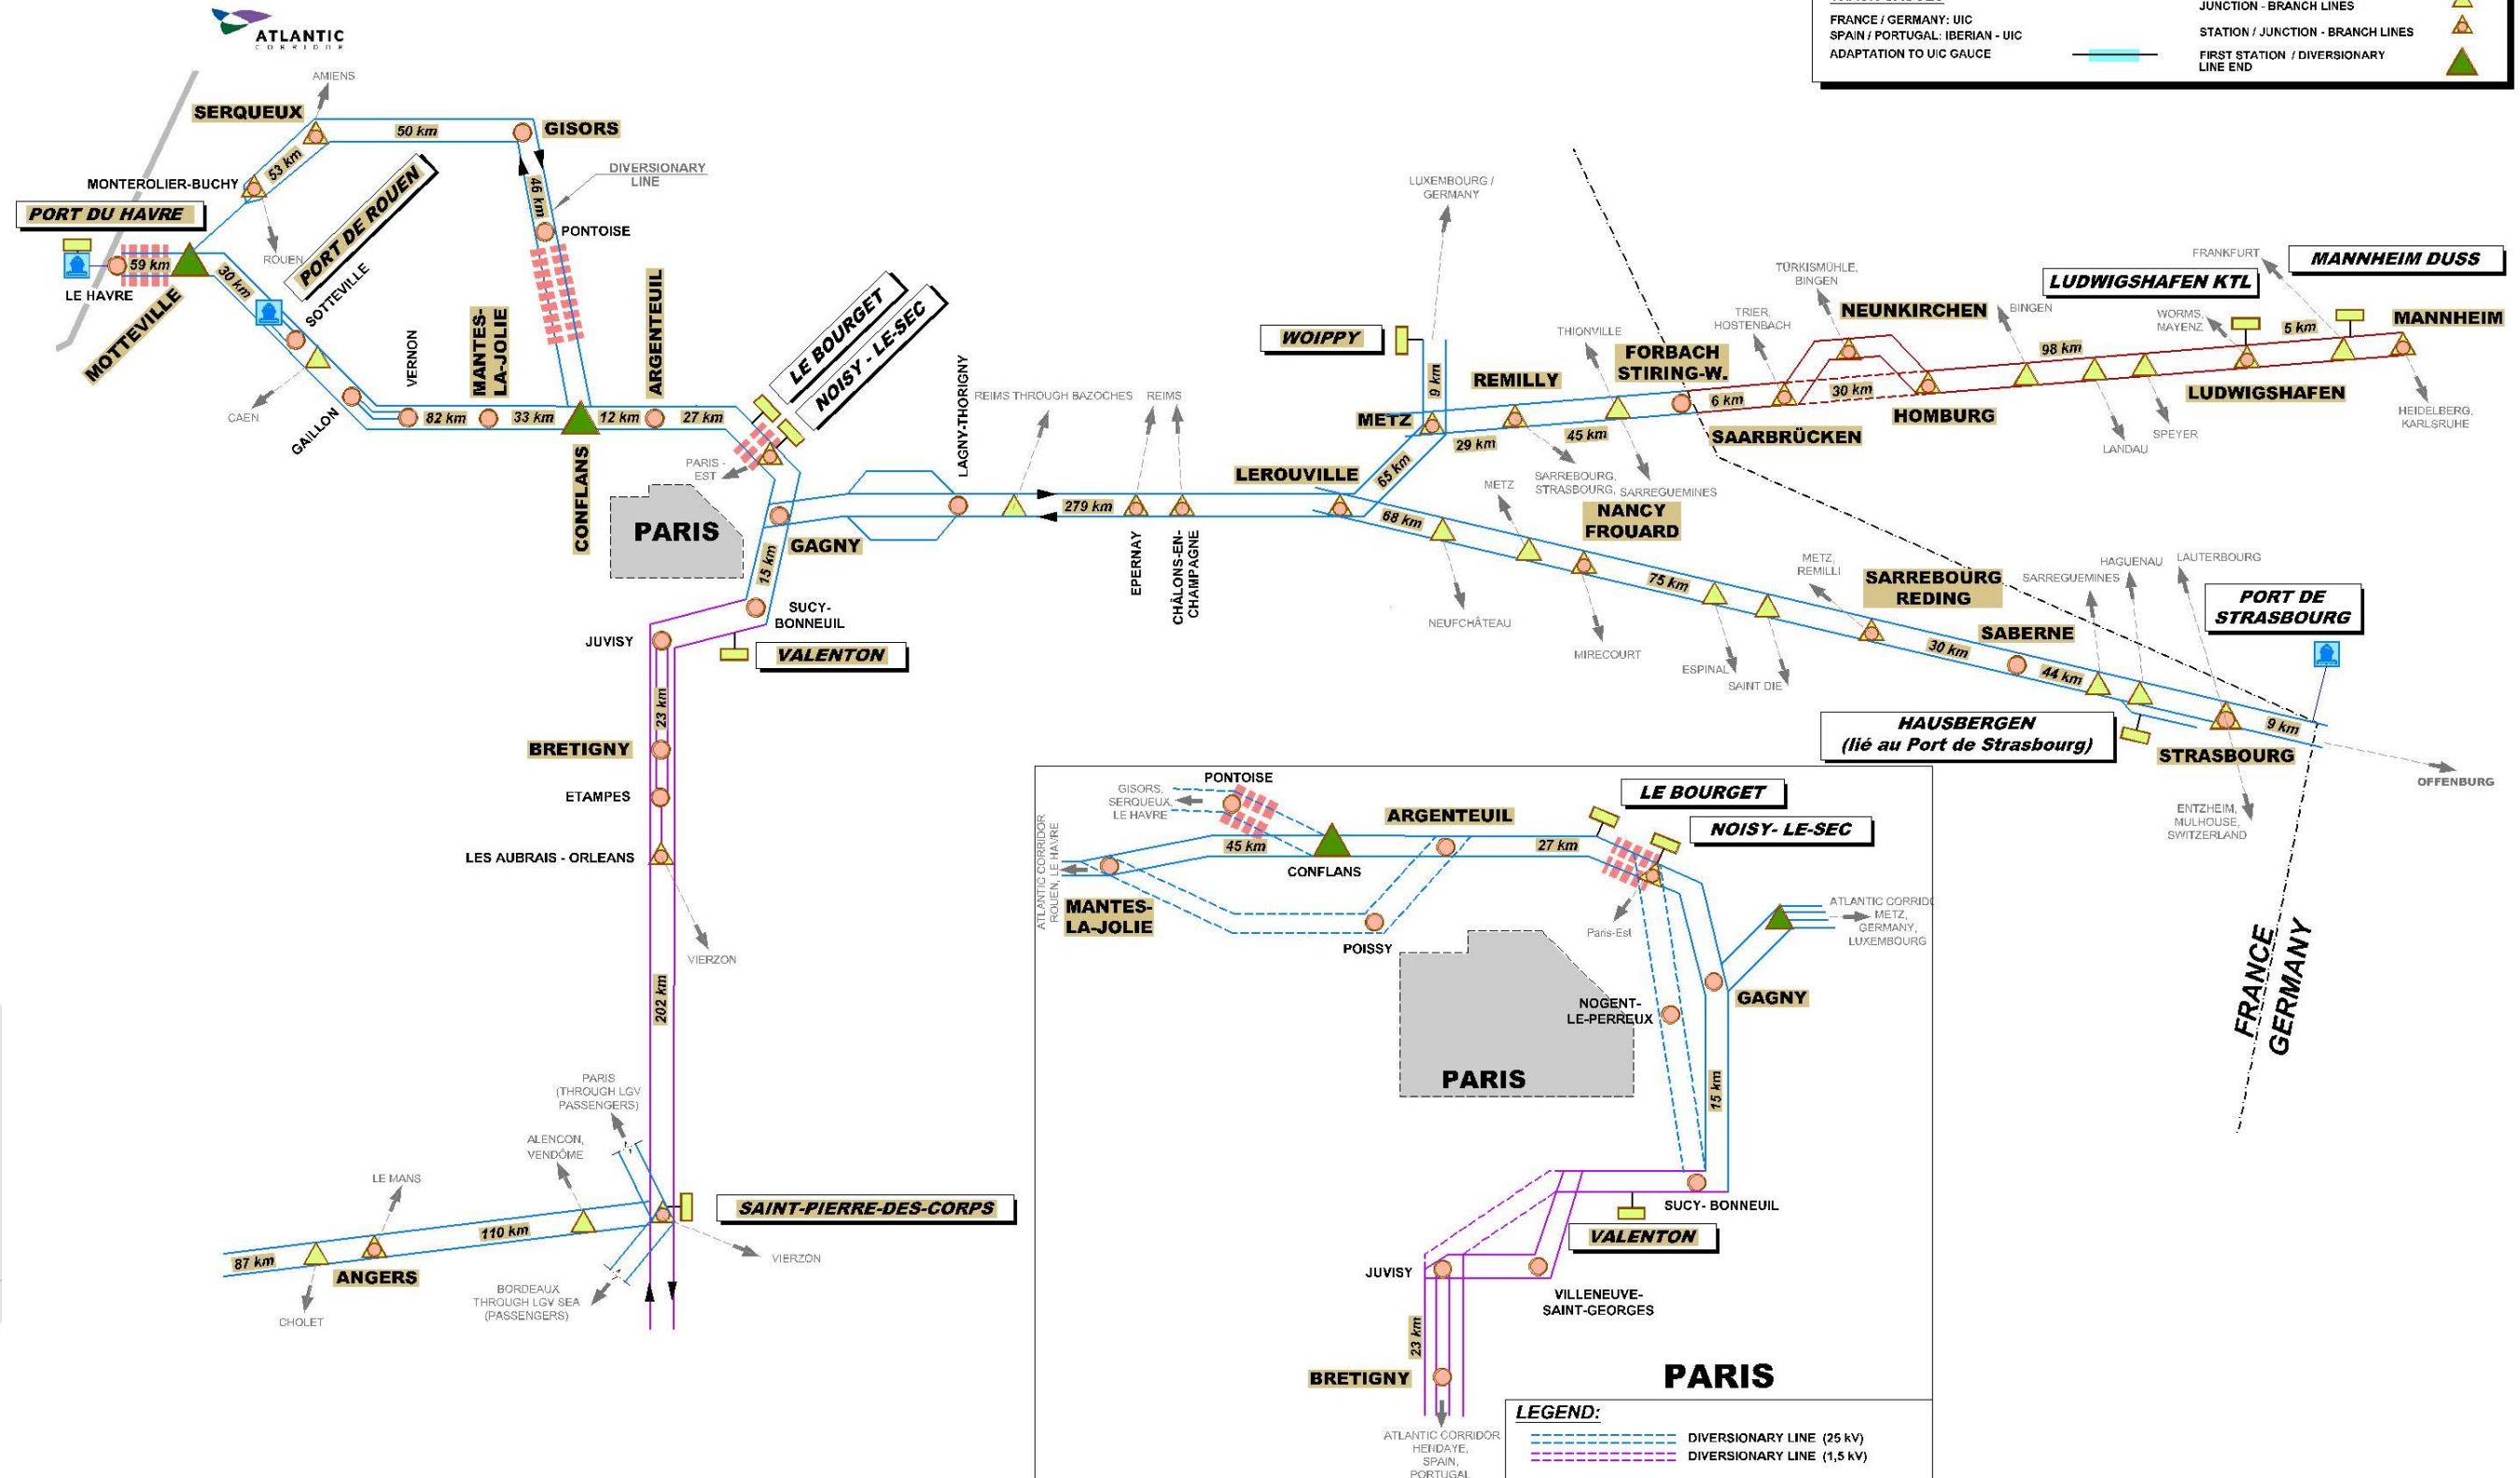 ATLANTIC
CORRIDOR
JUNCTION - BRANCH LINES
FRANCE / GERMANY: UIC
SPAIN / PORTUGAL: IBERIAN - UIC
STATION / JUNCTION - BRANCH LINES
ADAPTATION TO UIC GAUCE
FIRST STATION / DIVERSIONARY
LINE END
AMIENS
SERQUEUX
50 km
GISORS
53 km
MONTEROLIER-BUCHY
DIVERSIONARY
LINE
46 km
PORT DU HAVRE
PORT DE ROUEN
PONTOISE
ROUEN
59 km
LE HAVRE
MOTTEVILLE
30 km
SOTTEVILLE
CAEN
GAILLON
VERNON
82 km
MANTES-
LA-JOLIE
33 km
CONFLANS
12 km
ARGENTEUIL
27 km
LE BOURGET
NOISY - LE-SEC
PARIS -
EST
PARIS
GAGNY
15 km
LAGNY-THORIGNY
REIMS THROUGH BAZOCHES
REIMS
279 km
EPERNAY
CHÂLONS-EN-
CHAMPAGNE
LEROUVILLE
65 km
LUXEMBOURG /
GERMANY
WOIPPY
9 km
METZ
29 km
REMILLY
SARREBOURG,
STRASBOURG,
45 km
THIONVILLE
SARREGUEMINES
FORBACH
STIRING-W.
6 km
TRIER,
HOSTENBACH
SAARBRÜCKEN
TÜRKISMÜHLE,
BINGEN
NEUNKIRCHEN
30 km
HOMBURG
BINGEN
98 km
LANDAU
SPEYER
LUDWIGSHAFEN KTL
WORMS,
MAYENZ
LUDWIGSHAFEN
5 km
FRANKFURT
MANNHEIM DUSS
MANNHEIM
HEIDELBERG,
KARLSRUHE
68 km
NEUFCHÂTEAU
METZ
NANCY
FROUARD
MIRECOURT
75 km
ESPINAL
SAINT DIE
METZ,
REMILLI
SARREBOURG
REDING
30 km
SABERNE
44 km
SARREGUEMINES
HAGUENAU
LAUTERBOURG
PORT DE
STRASBOURG
HAUSBERGEN
(lié au Port de Strasbourg)
STRASBOURG
9 km
OFFENBURG
ENTZHEIM,
MULHOUSE,
SWITZERLAND
FRANCE
GERMANY
SUCY-
BONNEUIL
JUVISY
VALENTON
23 km
BRETIGNY
ETAMPES
LES AUBRAIS - ORLEANS
VIERZON
202 km
PARIS
(THROUGH LGV
PASSENGERS)
ALENCON,
VENDÔME
LE MANS
SAINT-PIERRE-DES-CORPS
110 km
87 km
ANGERS
VIERZON
BORDEAUX
THROUGH LGV SEA
(PASSENGERS)
CHOLET
PONTOISE
GISORS,
SERQUEUX,
LE HAVRE
ATLANTIC CORRIDOR
ROUEN, LE HAVRE
45 km
CONFLANS
ARGENTEUIL
27 km
LE BOURGET
NOISY- LE-SEC
MANTES-
LA-JOLIE
POISSY
Paris-Est
ATLANTIC CORRIDO
METZ,
GERMANY,
LUXEMBOURG
NOGENT-
LE-PERREUX
GAGNY
PARIS
15 km
SUCY- BONNEUIL
VALENTON
JUVISY
VILLENEUVE-
SAINT-GEORGES
23 km
BRETIGNY
PARIS
ATLANTIC CORRIDOR
HENDAYE,
SPAIN,
PORTUGAL
LEGEND:
DIVERSIONARY LINE (25 kV)
DIVERSIONARY LINE (1,5 kV)